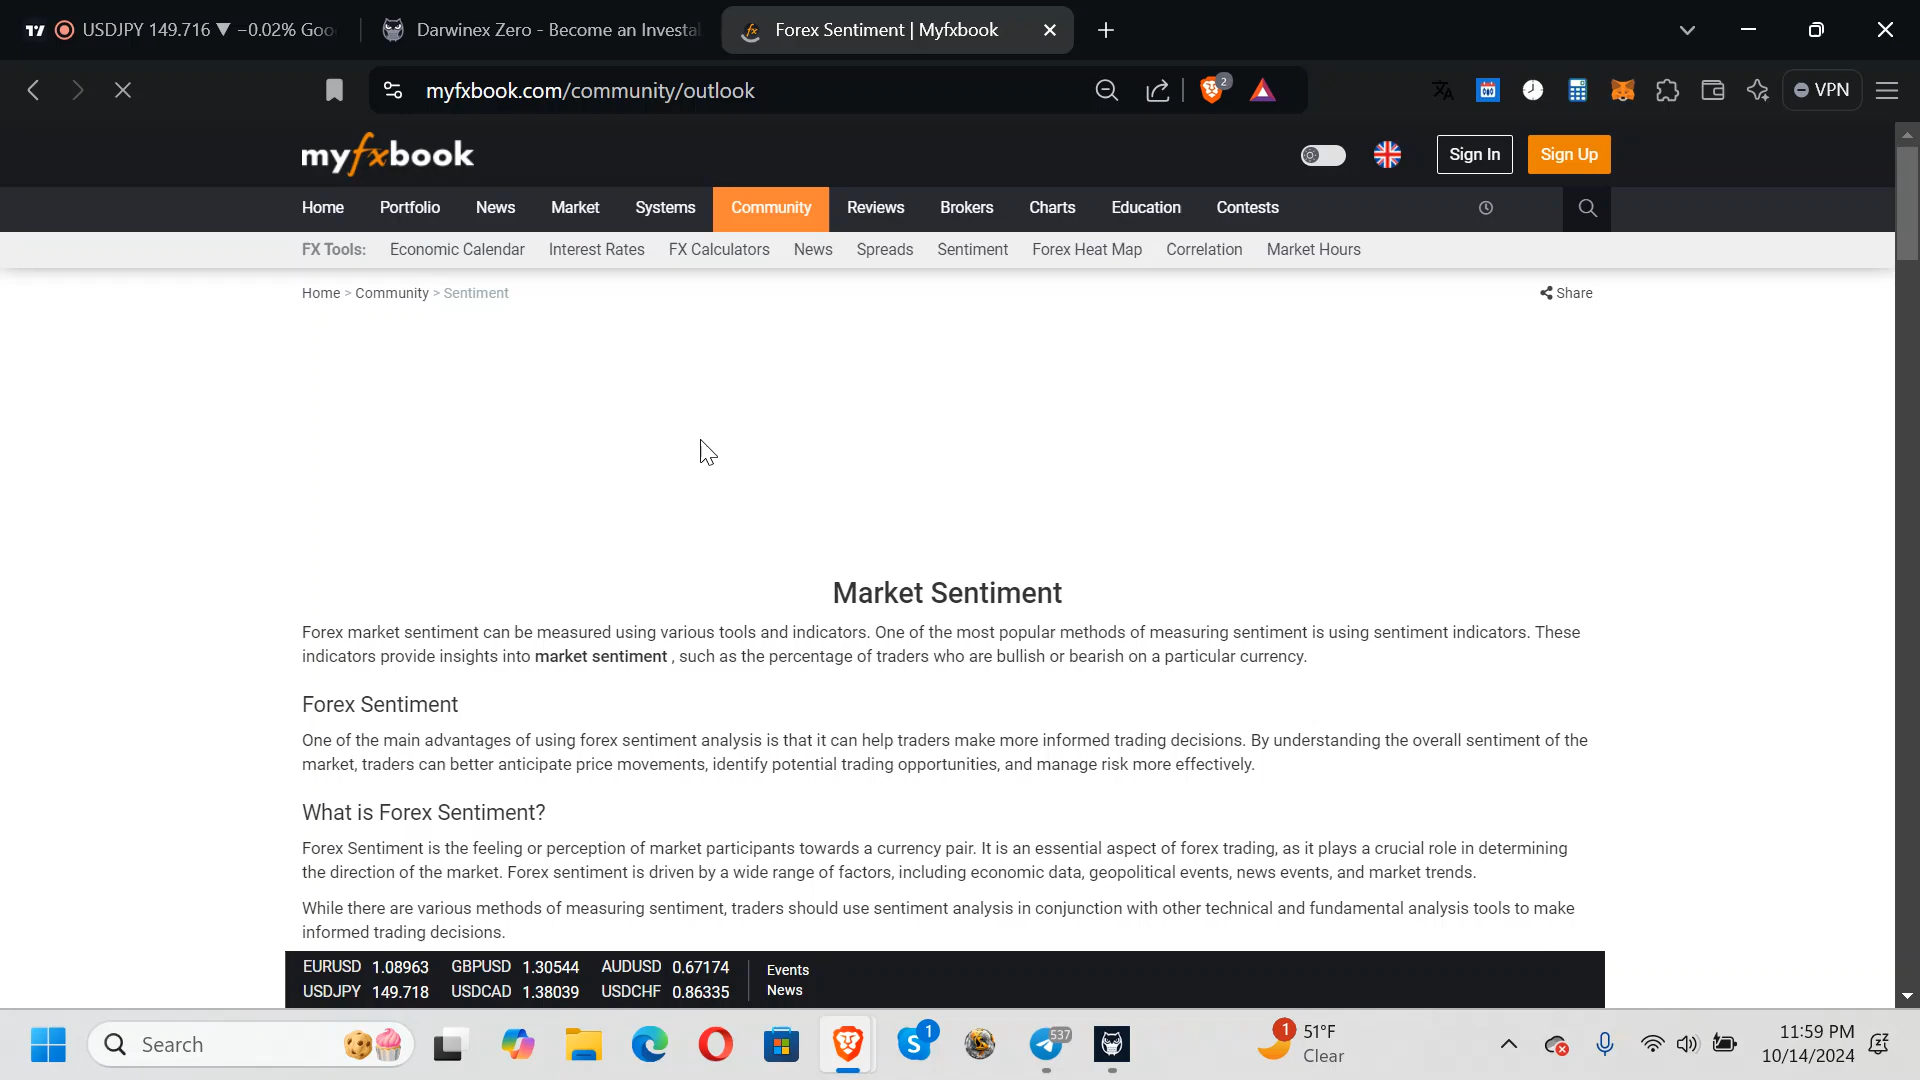 USDJPY 149.716 ▼ −0.02% Goo
Darwinex Zero - Become an Investa
Forex Sentiment | Myfxbook
myfxbook.com/community/outlook
2
VPN
myfxbook
Sign In
Sign Up
Home Portfolio News Market Systems Community Reviews Brokers Charts Education Contests
FX Tools: Economic Calendar Interest Rates FX Calculators News Spreads Sentiment Forex Heat Map Correlation Market Hours
Home > Community > Sentiment
Share
Market Sentiment
Forex market sentiment can be measured using various tools and indicators. One of the most popular methods of measuring sentiment is using sentiment indicators. These
indicators provide insights into market sentiment , such as the percentage of traders who are bullish or bearish on a particular currency.
Forex Sentiment
One of the main advantages of using forex sentiment analysis is that it can help traders make more informed trading decisions. By understanding the overall sentiment of the
market, traders can better anticipate price movements, identify potential trading opportunities, and manage risk more effectively.
What is Forex Sentiment?
Forex Sentiment is the feeling or perception of market participants towards a currency pair. It is an essential aspect of forex trading, as it plays a crucial role in determining
the direction of the market. Forex sentiment is driven by a wide range of factors, including economic data, geopolitical events, news events, and market trends.
While there are various methods of measuring sentiment, traders should use sentiment analysis in conjunction with other technical and fundamental analysis tools to make
informed trading decisions.
EURUSD 1.08963 GBPUSD 1.30544 AUDUSD 0.67174 Events
USDJPY 149.718 USDCAD 1.38039 USDCHF 0.86335 News
Search
1
537
1
51°F
Clear
11:59 PM
10/14/2024